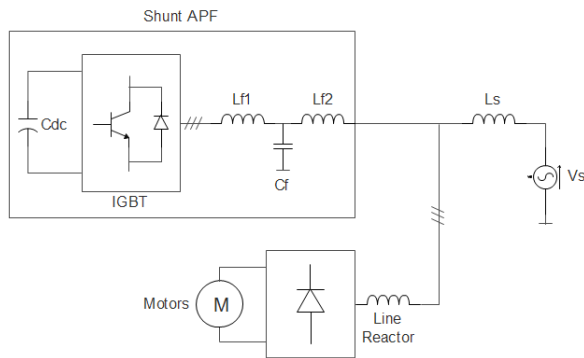 Shunt APF
Lf1
Lf2
Ls
Cdc
Cf
Vs
IGBT
Motors
M
Line
Reactor